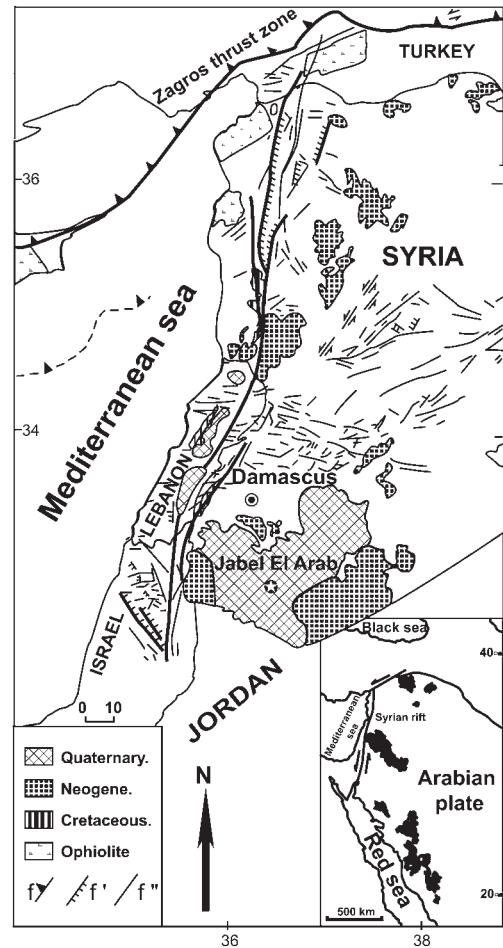 Zagros thrust zone
TURKEY
36
SYRIA
Mediterranean sea
34
LEBANON
Damascus
Jabel El Arab
ISRAEL
JORDAN
0 10
Quaternary.
Neogene.
Cretaceous.
Ophiolite
f f ' f "
N
36
38
Black sea
40
Mediterranean
sea
Syrian rift
Arabian
plate
Red sea
20
500 km